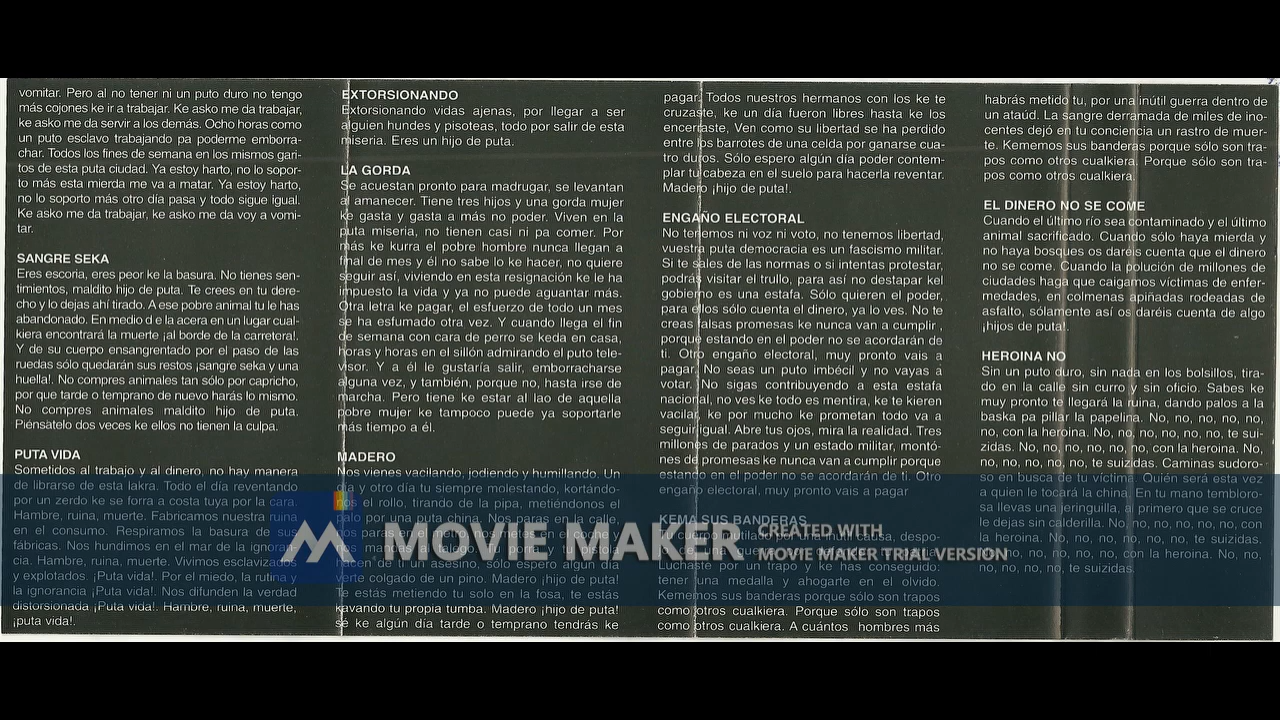 vomitar. Pero al no tener ni un puto duro no tengo
más cojones ke ir a trabajar. Ke asko me da trabajar,
ke asko me da servir a los demás. Ocho horas como
un puto esclavo trabajando pa poderme emborra-
char. Todos los fines de semana en los mismos gari-
tos de esta puta ciudad. Ya estoy harto, no lo sopor-
to más esta mierda me va a matar. Ya estoy harto,
no lo soporto más otro día pasa y todo sigue igual.
Ke asko me da trabajar, ke asko me da voy a vomi-
tar.
SANGRE SEKA
Eres escoria, eres peor ke la basura. No tienes sen-
timientos, maldito hijo de puta. Te crees en tu dere-
cho y lo dejas ahí tirado. A ese pobre animal tu le has
abandonado. En medio d e la acera en un lugar cual-
kiera encontrará la muerte ¡al borde de la carretera!.
Y de su cuerpo ensangrentado por el paso de las
ruedas sólo quedarán sus restos ¡sangre seka y una
huella!. No compres animales tan sólo por capricho,
por que tarde o temprano de nuevo harás lo mismo.
No compres animales maldito hijo de puta.
Piénsàtelo dos veces ke ellos no tienen la culpa.
PUTA VIDA
Sometidos al trabajo y al dinero, no hay manera
de librarse de esta lakra. Todo el día reventando
por un zerdo ke se forra a costa tuya por la cara.
Hambre, ruina, muerte. Fabricamos nuestra ruina
en el consumo. Respiramos la basura de sus
fábricas. Nos hundimos en el mar de la ignoran-
cia. Hambre, ruina, muerte. Vivimos esclavizados
y explotados. ¡Puta vida!. Por el miedo, la rutina y
la ignorancia ¡Puta vida!. Nos difunden la verdad
distorsionada ¡Puta vida!. Hambre, ruina, muerte,
¡puta vida!.
EXTORSIONANDO
Extorsionando vidas ajenas, por llegar a ser
alguien hundes y pisoteas, todo por salir de esta
miseria. Eres un hijo de puta.
LA GORDA
Se acuestan pronto para madrugar, se levantan
al amanecer. Tiene tres hijos y una gorda mujer
ke gasta y gasta a más no poder. Viven en la
puta miseria, no tienen casi ni pa comer. Por
más ke kurra el pobre hombre nunca llegan a
final de mes y él no sabe lo ke hacer, no quiere
seguir así, viviendo en esta resignación ke le ha
impuesto la vida y ya no puede aguantar más.
Otra letra ke pagar, el esfuerzo de todo un mes
se ha esfumado otra vez. Y cuando llega el fin
de semana con cara de perro se keda en casa,
horas y horas en el sillón admirando el puto tele-
visor. Y a él le gustaría salir, emborracharse
alguna vez, y también, porque no, hasta irse de
marcha. Pero tiene ke estar al lao de aquella
pobre mujer ke tampoco puede ya soportarle
más tiempo a él.
MADERO
Nos vienes vacilando, jodiendo y humillando. Un
día y otro día tu siempre molestando, kortándo-
nos el rollo, tirando de la pipa, metiéndonos el
palo por una puta china. Nos paras en la calle,
hacen de ti un asesino, sólo espero algún día
verte colgado de un pino. Madero ¡hijo de puta!
Te estás metiendo tu solo en la fosa, te estás
kavando tu propia tumba. Madero ¡hijo de puta!
sé ke algún día tarde o temprano tendrás ke
pagar. Todos nuestros hermanos con los ke te
cruzaste, ke un día fueron libres hasta ke los
encerraste, Ven como su libertad se ha perdido
entre los barrotes de una celda por ganarse cua-
tro duros. Sólo espero algún día poder contem-
plar tu cabeza en el suelo para hacerla reventar.
Madero ¡hijo de puta!.
ENGAÑO ELECTORAL
No tenemos ni voz ni voto, no tenemos libertad,
vuestra puta democracia es un fascismo militar.
Si te sales de las normas o si intentas protestar,
podrás visitar el trullo, para así no destapar kel
gobierno es una estafa. Sólo quieren el poder,
para ellos sólo cuenta el dinero, ya lo ves. No te
creas falsas promesas ke nunca van a cumplir ,
porque estando en el poder no se acordarán de
ti. Otro engaño electoral, muy pronto vais a
pagar. No seas un puto imbécil y no vayas a
votar. No sigas contribuyendo a esta estafa
nacional, no ves ke todo es mentira, ke te kieren
vacilar, ke por mucho ke prometan todo va a
seguir igual. Abre tus ojos, mira la realidad. Tres
millones de parados y un estado militar, montó-
nes de promesas ke nunca van a cumplir porque
estando en el poder no se acordarán de ti. Otro
engaño electoral, muy pronto vais a pagar
KEMA SUS BANDERAS
Luchaste por un trapo y ke has conseguido:
tener una medalla y ahogarte en el olvido.
Kememos sus banderas porque sólo son trapos
como otros cualkiera. Porque sólo son trapos
como otros cualkiera. A cuántos hombres más
habrás metido tu, por una inútil guerra dentro de
un ataúd. La sangre derramada de miles de ino-
centes dejó en tu conciencia un rastro de muer-
te. Kememos sus banderas porque sólo son tra-
pos como otros cualkiera. Porque sólo son tra-
pos como otros cualkiera.
EL DINERO NO SE COME
Cuando el último río sea contaminado y el último
animal sacrificado. Cuando sólo haya mierda y
no haya bosques os daréis cuenta que el dinero
no se come. Cuando la polución de millones de
ciudades haga que caigamos víctimas de enfer-
medades, en colmenas apiñadas rodeadas de
asfalto, sólamente así os daréis cuenta de algo
¡hijos de puta!.
HEROINA NO
Sin un puto duro, sin nada en los bolsillos, tira-
do en la calle sin curro y sin oficio. Sabes ke
muy pronto te llegará la ruina, dando palos a la
baska pa pillar la papelina. No, no, no, no, no,
no, con la heroina. No, no, no, no, no, te sui-
zidas. No, no, no, no, no, no, con la heroina. No,
no, no, no, no, no, te suizidas. Caminas sudoro-
so en busca de tu víctima. Quién será esta vez
a quien le tocará la china. En tu mano tembloro-
sa llevas una jeringuilla, al primero que se cruce
le dejas sin calderilla. No, no, no, no, no, con
la heroina. No, no, no, no, no, te suizidas.
No, no, no, no, no, no, con la heroina. No, no,
no, no, no, no, te suizidas.
MOVIE MAKER
CREATED WITH
MOVIE MAKER TRIAL VERSION